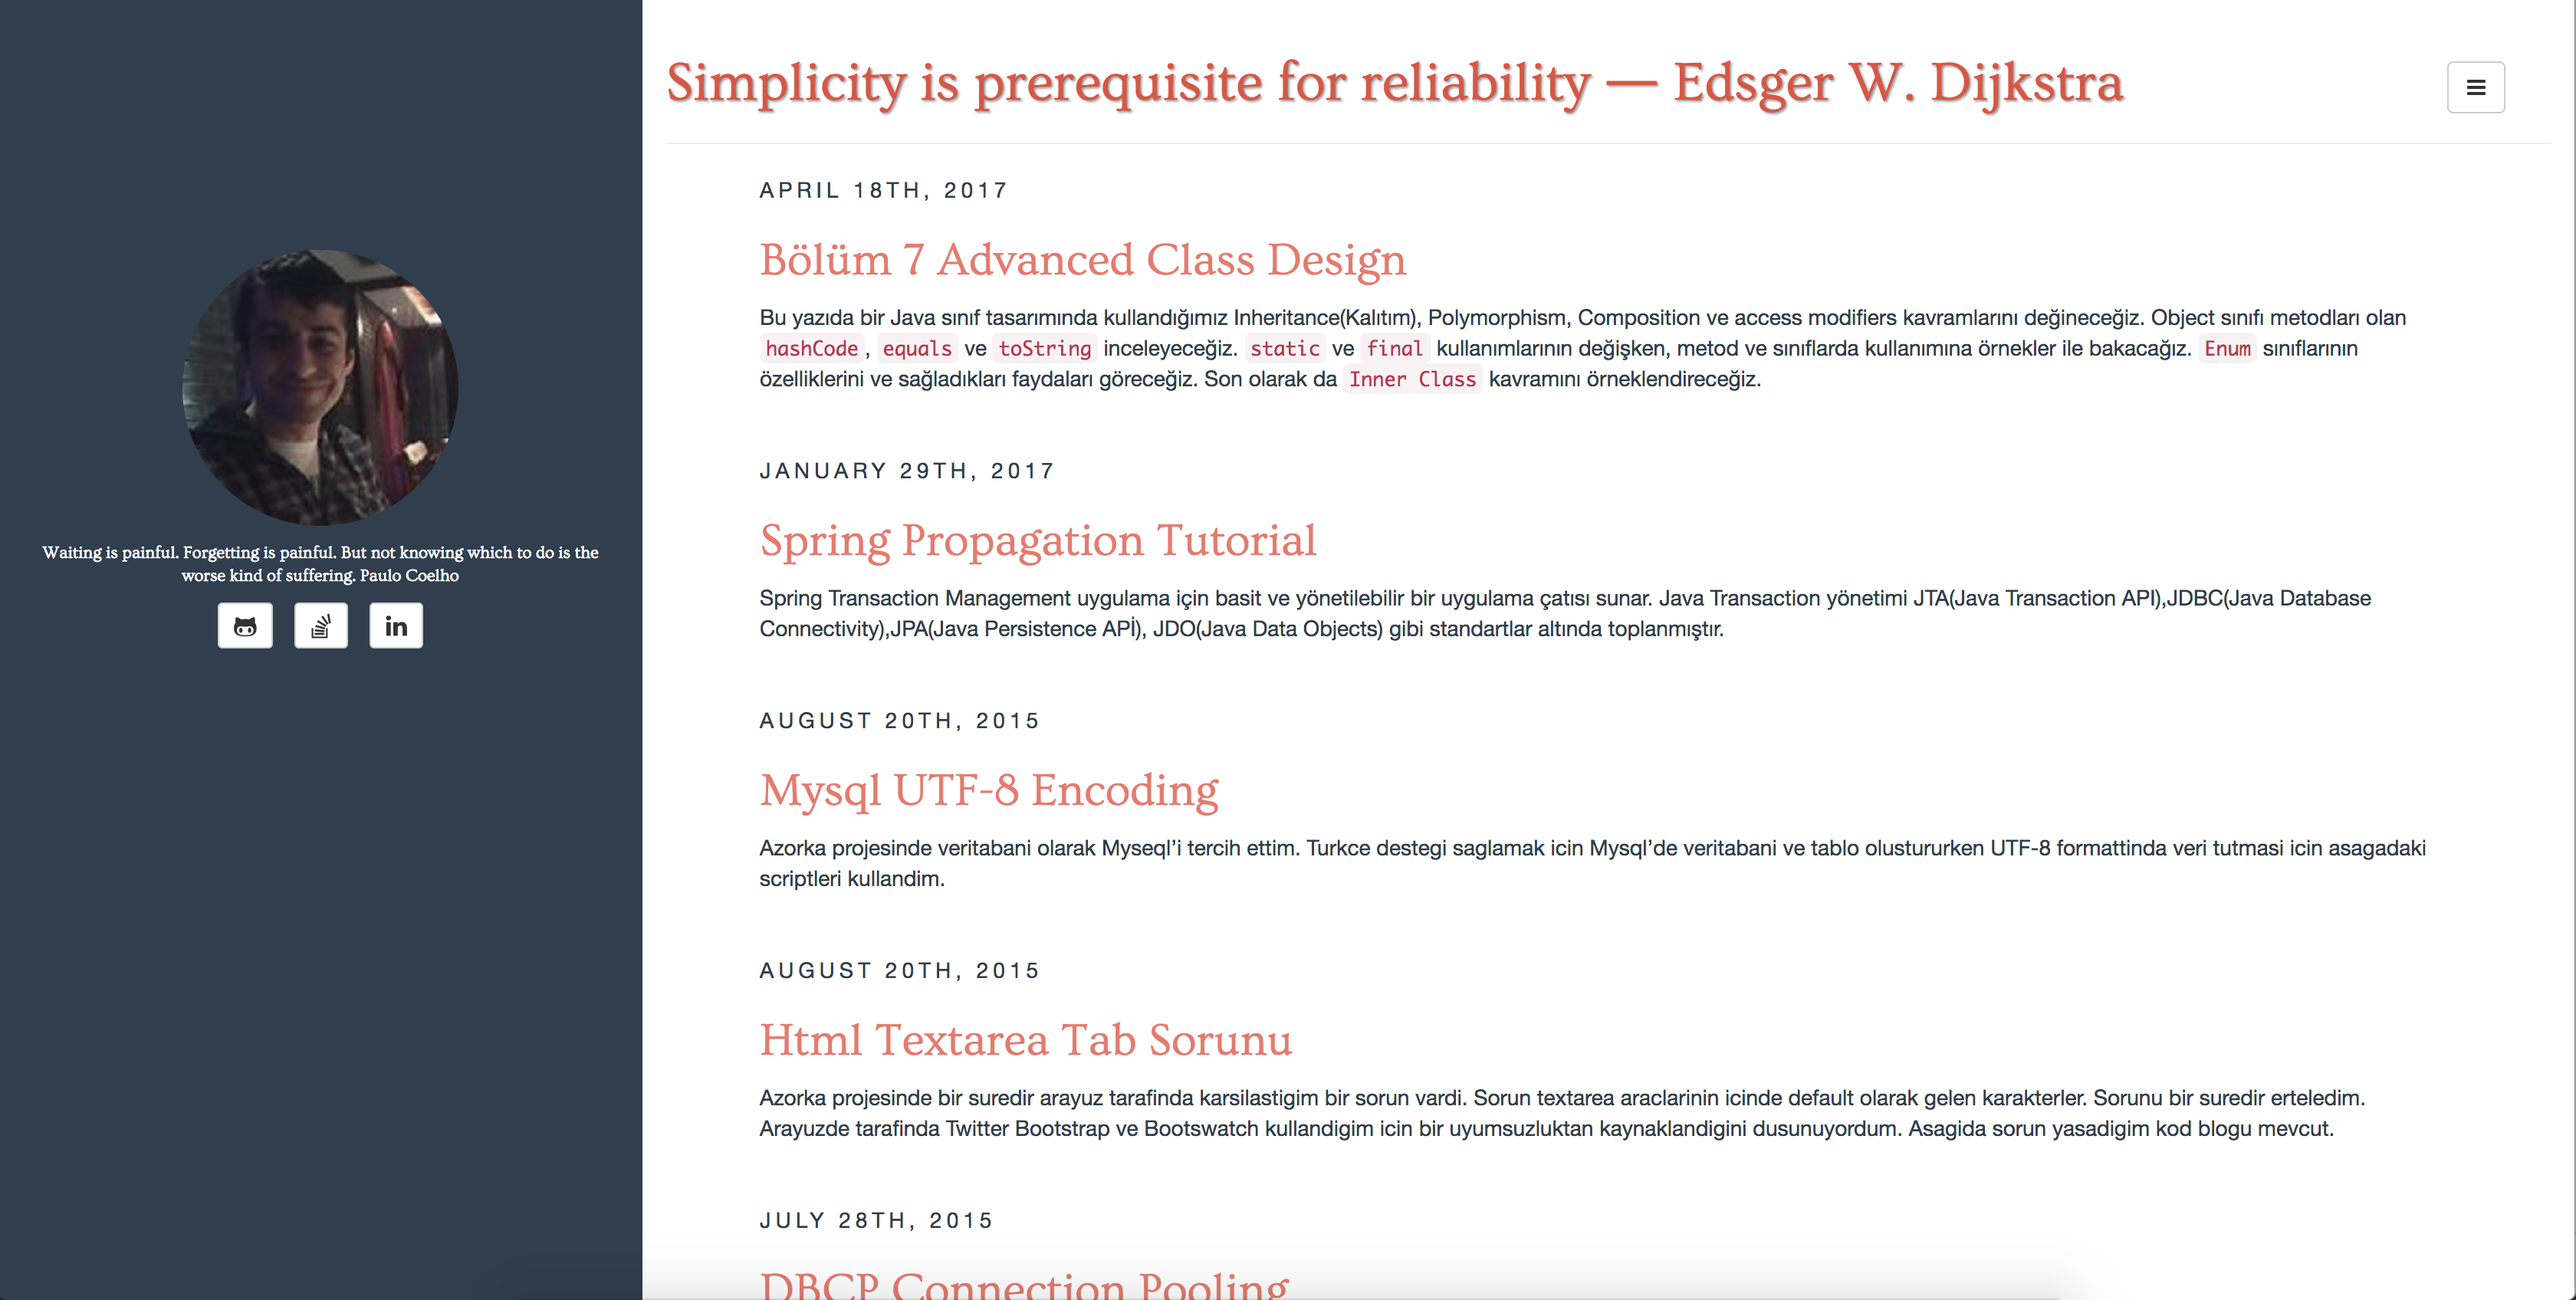 Simplicity is prerequisite for reliability — Edsger W. Dijkstra
Waiting is painful. Forgetting is painful. But not knowing which to do is the
worse kind of suffering. Paulo Coelho
in
APRIL 18TH, 2017
Bölüm 7 Advanced Class Design
Bu yazıda bir Java sınıf tasarımında kullandığımız Inheritance(Kalıtım), Polymorphism, Composition ve access modifiers kavramlarını değineceğiz. Object sınıfı metodları olan
hashCode , equals ve toString inceleyeceğiz. static ve final kullanımlarının değişken, metod ve sınıflarda kullanımına örnekler ile bakacağız. Enum sınıflarının
özelliklerini ve sağladıkları faydaları göreceğiz. Son olarak da Inner Class kavramını örneklendireceğiz.
JANUARY 29TH, 2017
Spring Propagation Tutorial
Spring Transaction Management uygulama için basit ve yönetilebilir bir uygulama çatısı sunar. Java Transaction yönetimi JTA(Java Transaction API),JDBC(Java Database
Connectivity),JPA(Java Persistence APİ), JDO(Java Data Objects) gibi standartlar altında toplanmıştır.
AUGUST 20TH, 2015
Mysql UTF-8 Encoding
Azorka projesinde veritabani olarak Myseql’i tercih ettim. Turkce destegi saglamak icin Mysql’de veritabani ve tablo olustururken UTF-8 formattinda veri tutmasi icin asagadaki
scriptleri kullandim.
AUGUST 20TH, 2015
Html Textarea Tab Sorunu
Azorka projesinde bir suredir arayuz tarafinda karsilastigim bir sorun vardi. Sorun textarea araclarinin icinde default olarak gelen karakterler. Sorunu bir suredir erteledim.
Arayuzde tarafinda Twitter Bootstrap ve Bootswatch kullandigim icin bir uyumsuzluktan kaynaklandigini dusunuyordum. Asagida sorun yasadigim kod blogu mevcut.
JULY 28TH, 2015
DBCP Connection Pooling